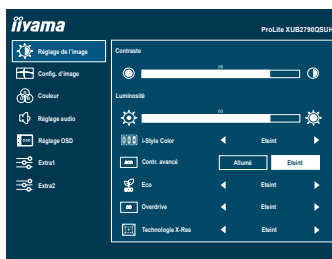 iiyama
ProLite XUB2790QSUH
Réglage de l'image
Config. d'image
Couleur
Réglage audio
OSD
Réglage OSD
Extra1
Extra2
Contraste
Luminosité
i-Style Color
Eteint
Contr. avancé
Allumé
Eteint
Eco
Eteint
Overdrive
Eteint
Technologie X-Res
Eteint